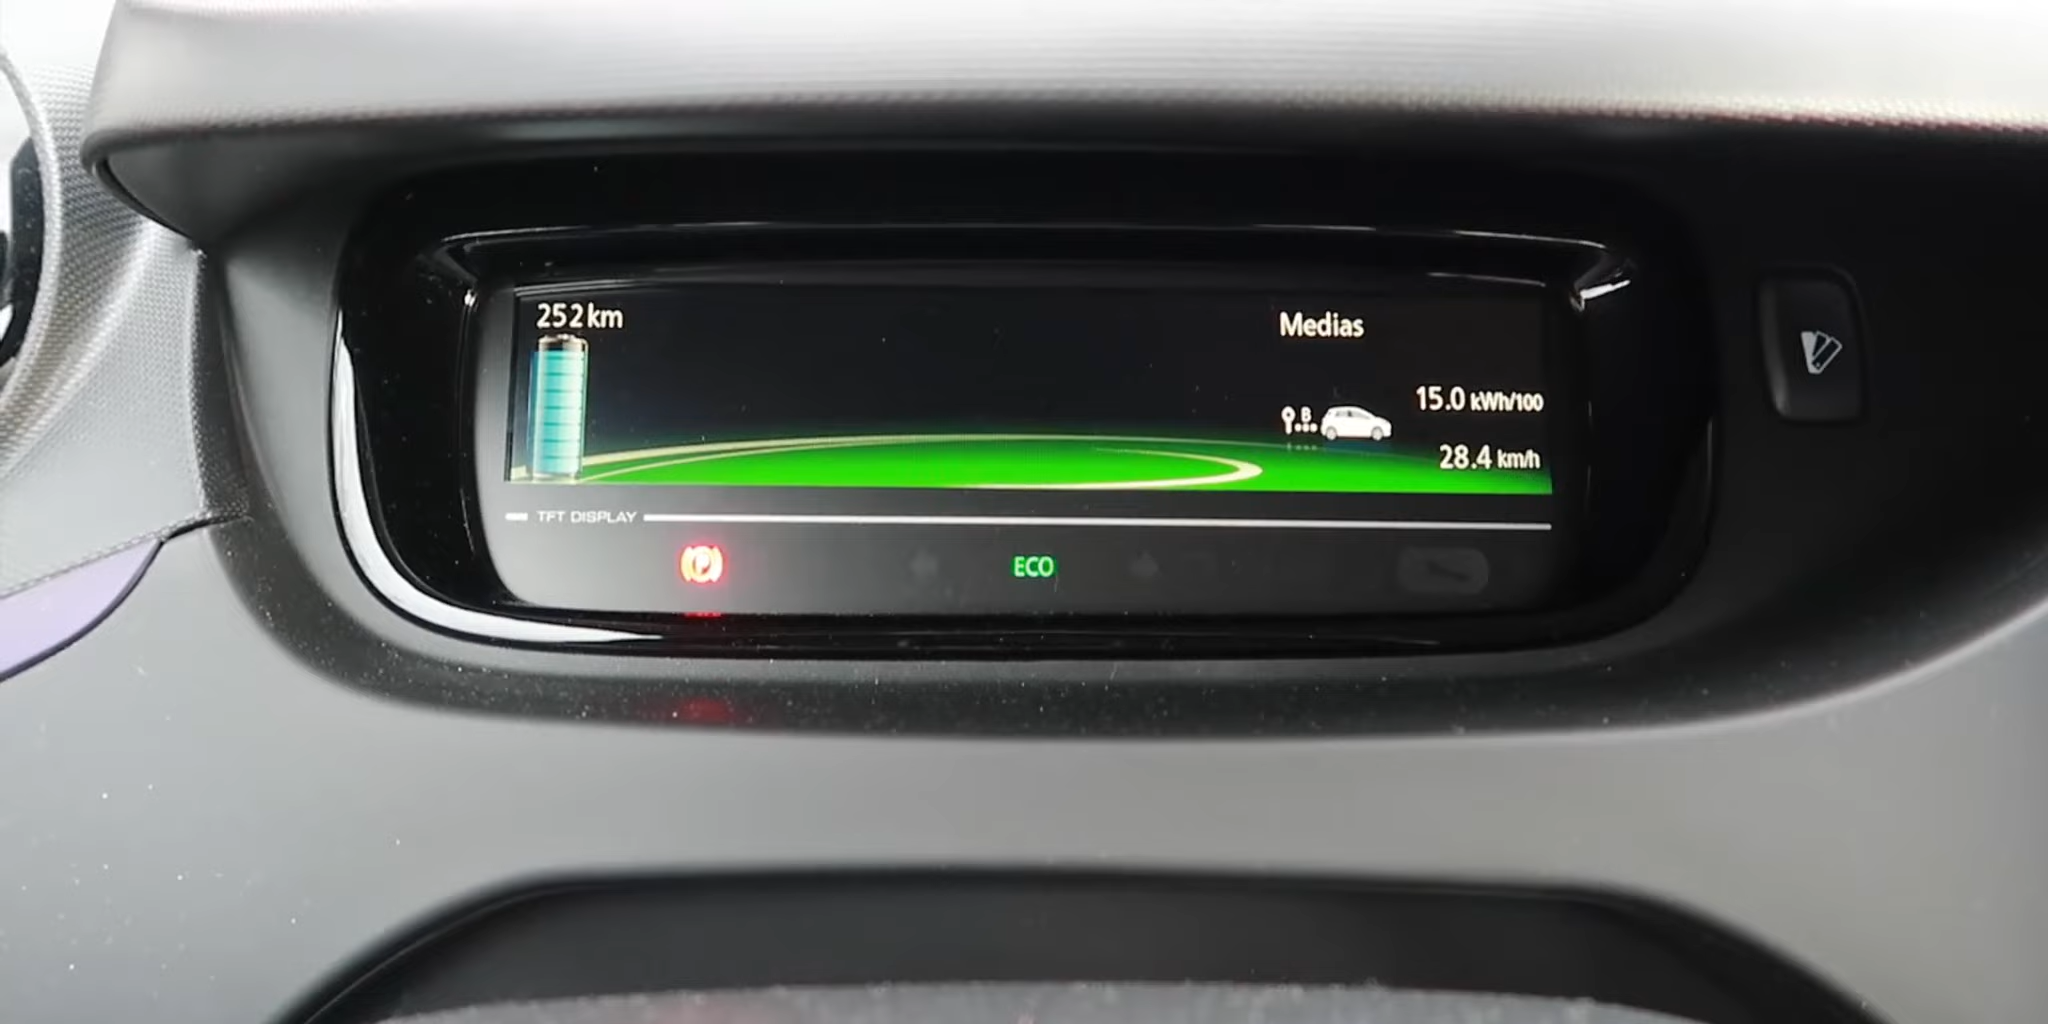 252 km
Medias
B
15.0 kWh/100
28.4 km/h
TFT DISPLAY
P
ECO